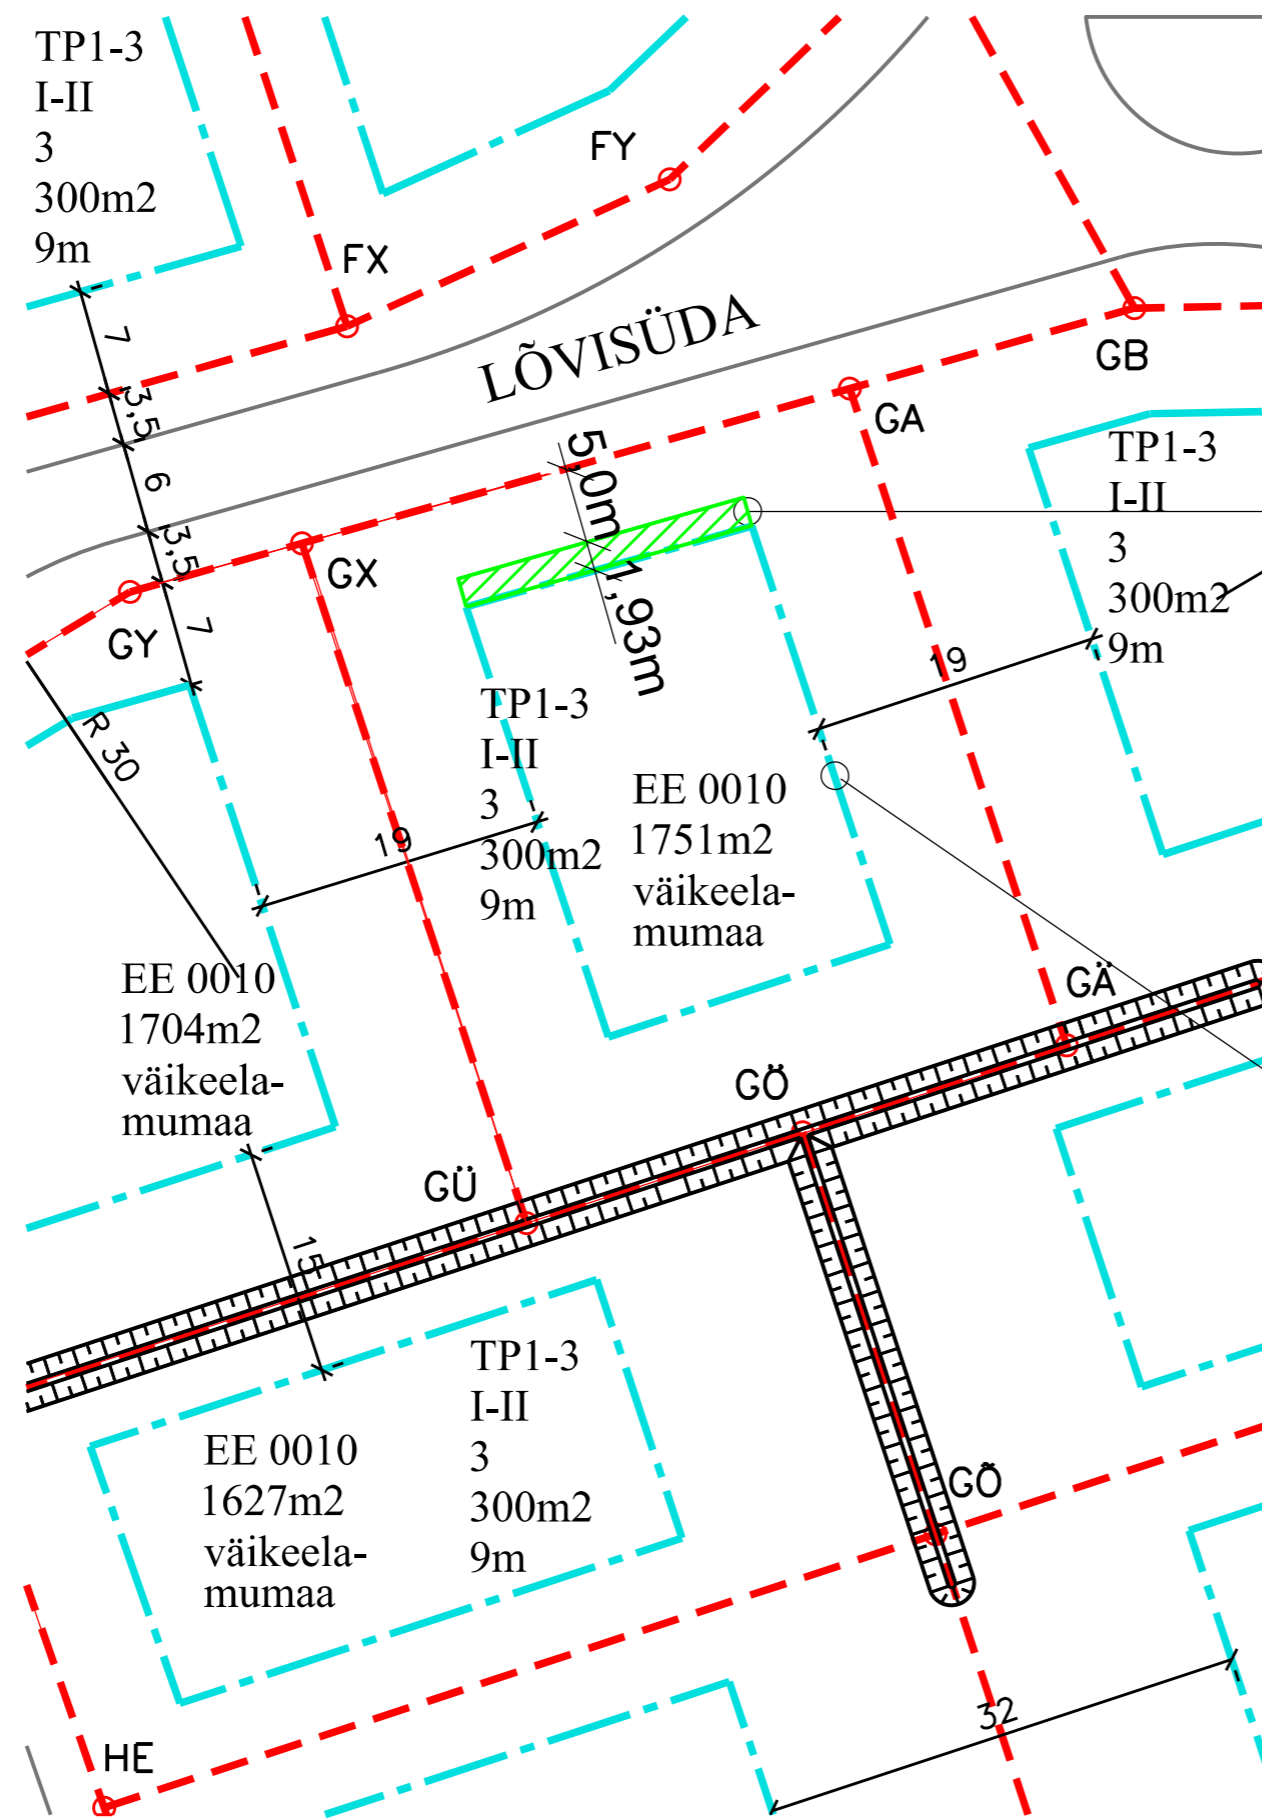 TP1-3
I-II
3
300m2
9m
FY
FX
LÕVISÜDA
GB
GA
7
3,5
6
3,5
7
5,0m
1,93m
GX
GY
TP1-3
I-II
3
300m2
9m
19
R 30
TP1-3
I-II
3
300m2
9m
EE 0010
1751m2
väikeela-
mumaa
19
EE 0010
1704m2
väikeela-
mumaa
GÄ
GÖ
GÜ
15
TP1-3
I-II
3
300m2
9m
EE 0010
1627m2
väikeela-
mumaa
GÕ
32
HE